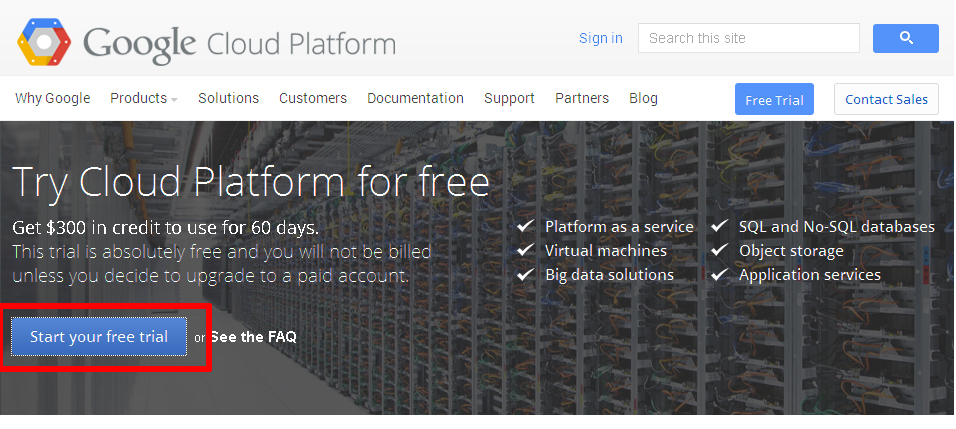 Google Cloud Platform
Sign in
Search this site
Why Google
Products
Solutions
Customers
Documentation
Support
Partners
Blog
Free Trial
Contact Sales
Try Cloud Platform for free
Get $300 in credit to use for 60 days.
This trial is absolutely free and you will not be billed
unless you decide to upgrade to a paid account.
Platform as a service
Virtual machines
Big data solutions
SQL and No-SQL databases
Object storage
Application services
Start your free trial
or See the FAQ